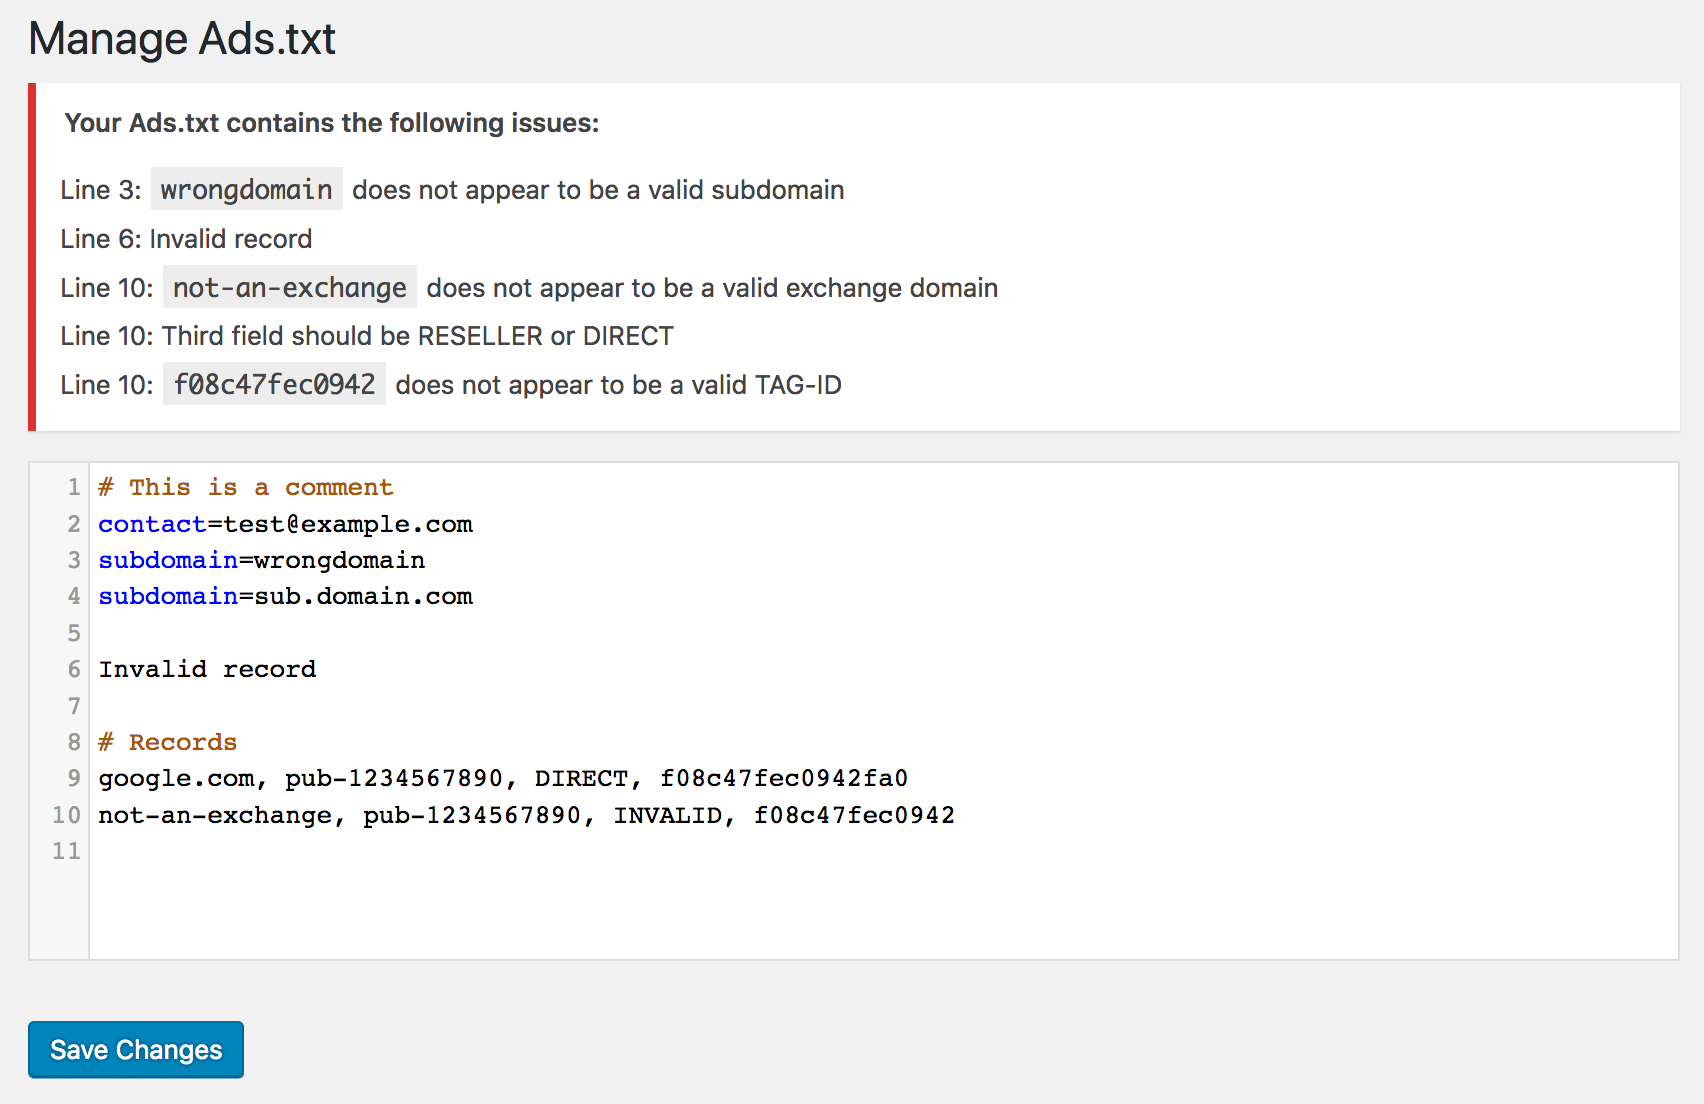 Manage Ads.txt
Your Ads.txt contains the following issues:
Line 3: wrongdomain does not appear to be a valid subdomain
Line 6: Invalid record
Line 10: not-an-exchange does not appear to be a valid exchange domain
Line 10: Third field should be RESELLER or DIRECT
Line 10: f08c47fec0942 does not appear to be a valid TAG-ID
1 # This is a comment
2 contact=test@example.com
3 subdomain=wrongdomain
4 subdomain=sub.domain.com
5
6 Invalid record
7
8 # Records
9 google.com, pub-1234567890, DIRECT, f08c47fec0942fa0
10 not-an-exchange, pub-1234567890, INVALID, f08c47fec0942
11
Save Changes